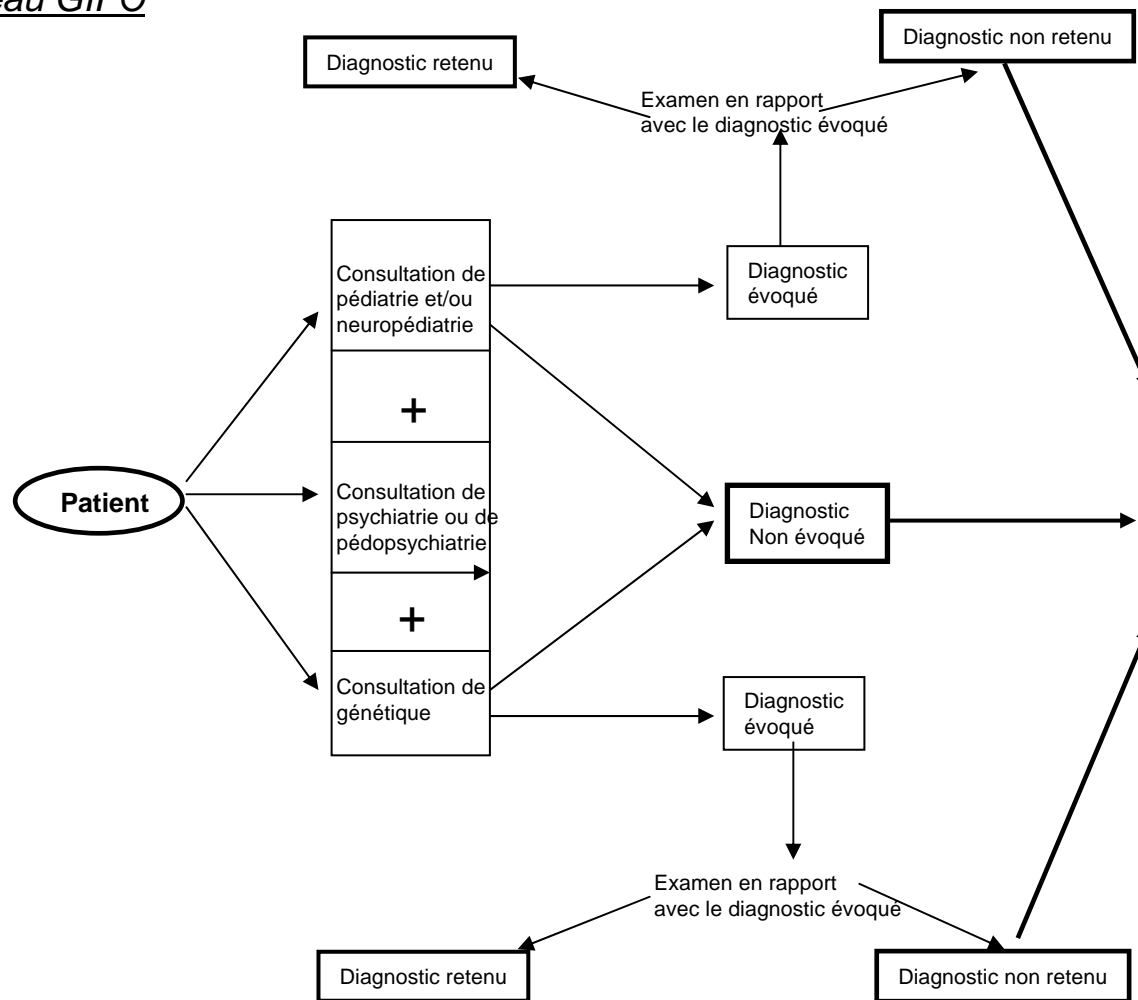 Diagnostic non retenu
Diagnostic retenu
Examen en rapport
avec le diagnostic évoqué
Consultation de
pédiatrie et/ou
neuropédiatrie
Diagnostic
évoqué
+
Patient
Consultation de
psychiatrie ou de
pédopsychiatrie
Diagnostic
Non évoqué
+
Consultation de
génétique
Diagnostic
évoqué
Examen en rapport
avec le diagnostic évoqué
Diagnostic retenu
Diagnostic non retenu